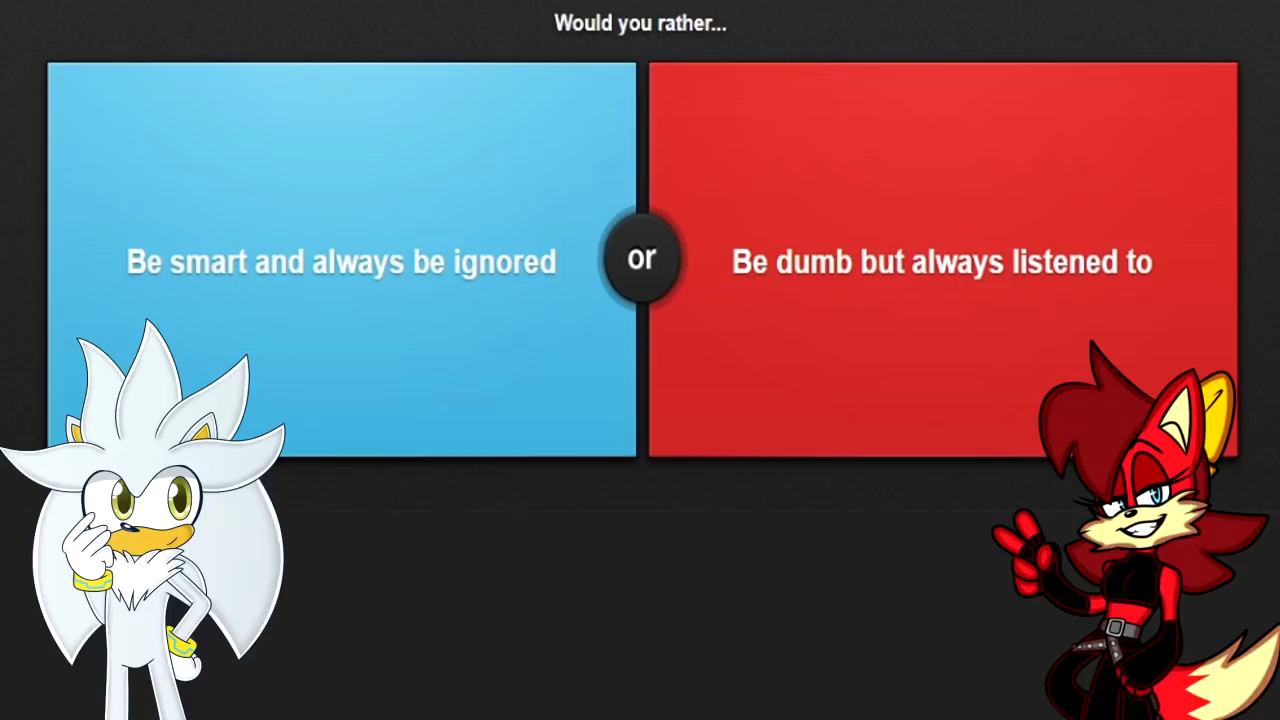 Would you rather...
Be smart and always be ignored
or
Be dumb but always listened to